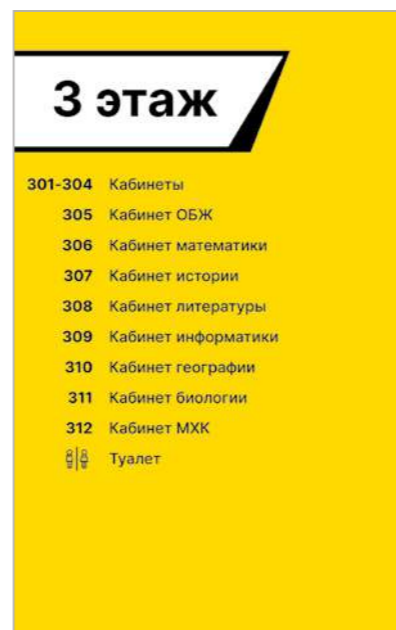 3 этаж
301-304 Кабинеты
305 Кабинет ОБЖ
306 Кабинет математики
307 Кабинет истории
308 Кабинет литературы
309 Кабинет информатики
310 Кабинет географии
311 Кабинет биологии
312 Кабинет МХК
Туалет